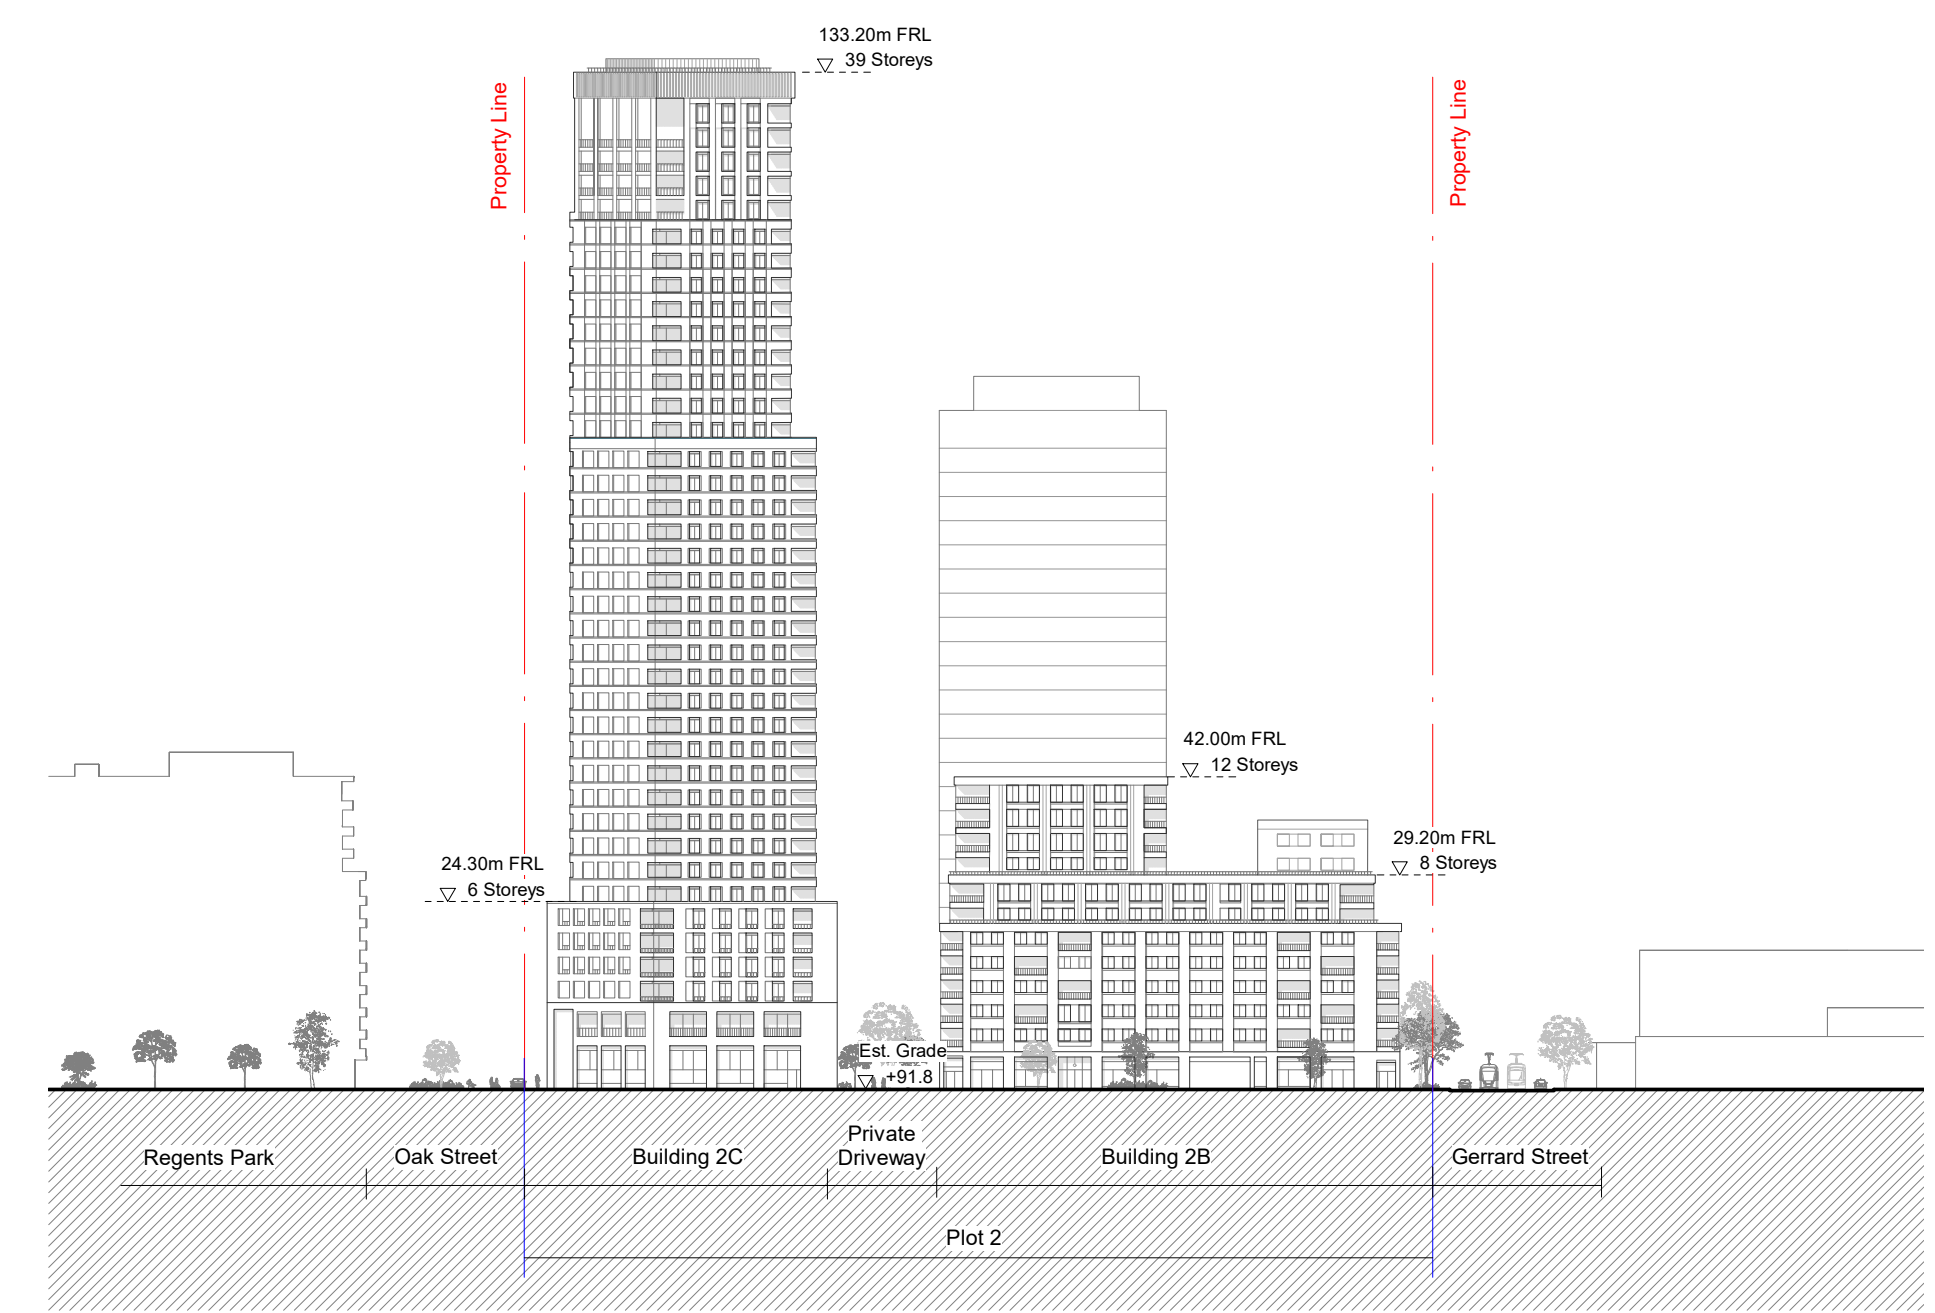 133.20m FRL
39 Storeys
Property Line
Property Line
42.00m FRL
12 Storeys
29.20m FRL
8 Storeys
24.30m FRL
6 Storeys
Est. Grade
+91.8
Regents Park
Oak Street
Building 2C
Private
Driveway
Building 2B
Gerrard Street
Plot 2